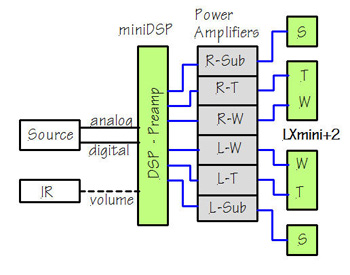 Power
miniDSP
Amplifiers
S
R-Sub
R-T
T
R-W
W
analog
Source
digital
DSP - Preamp
LXmini+2
L-W
W
L-T
T
IR
volume
L-Sub
S